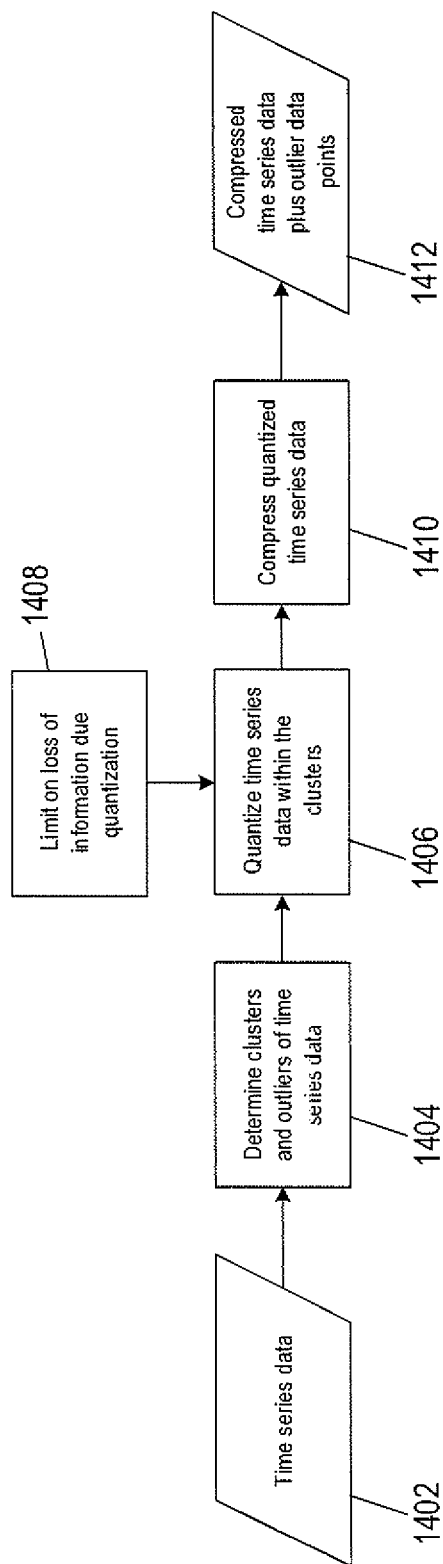 Time series data
1402
Determine clusters
and outliers of time
series data
1404
Limit on loss of
information due
quantization
1408
Quantize time series
data within the
clusters
1406
Compress quantized
time series data
1410
Compressed
time series data
plus outlier data
points
1412